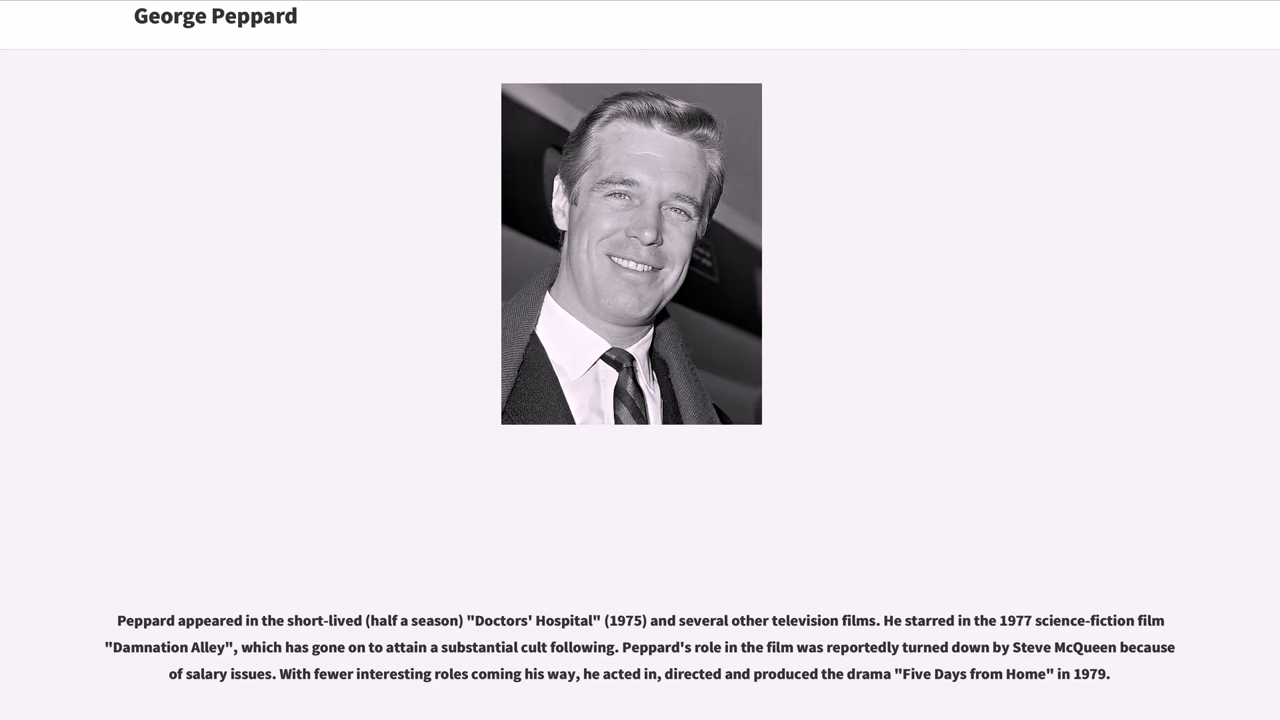 George Peppard
Peppard appeared in the short-lived (half a season) "Doctors' Hospital" (1975) and several other television films. He starred in the 1977 science-fiction film
"Damnation Alley", which has gone on to attain a substantial cult following. Peppard's role in the film was reportedly turned down by Steve McQueen because
of salary issues. With fewer interesting roles coming his way, he acted in, directed and produced the drama "Five Days from Home" in 1979.